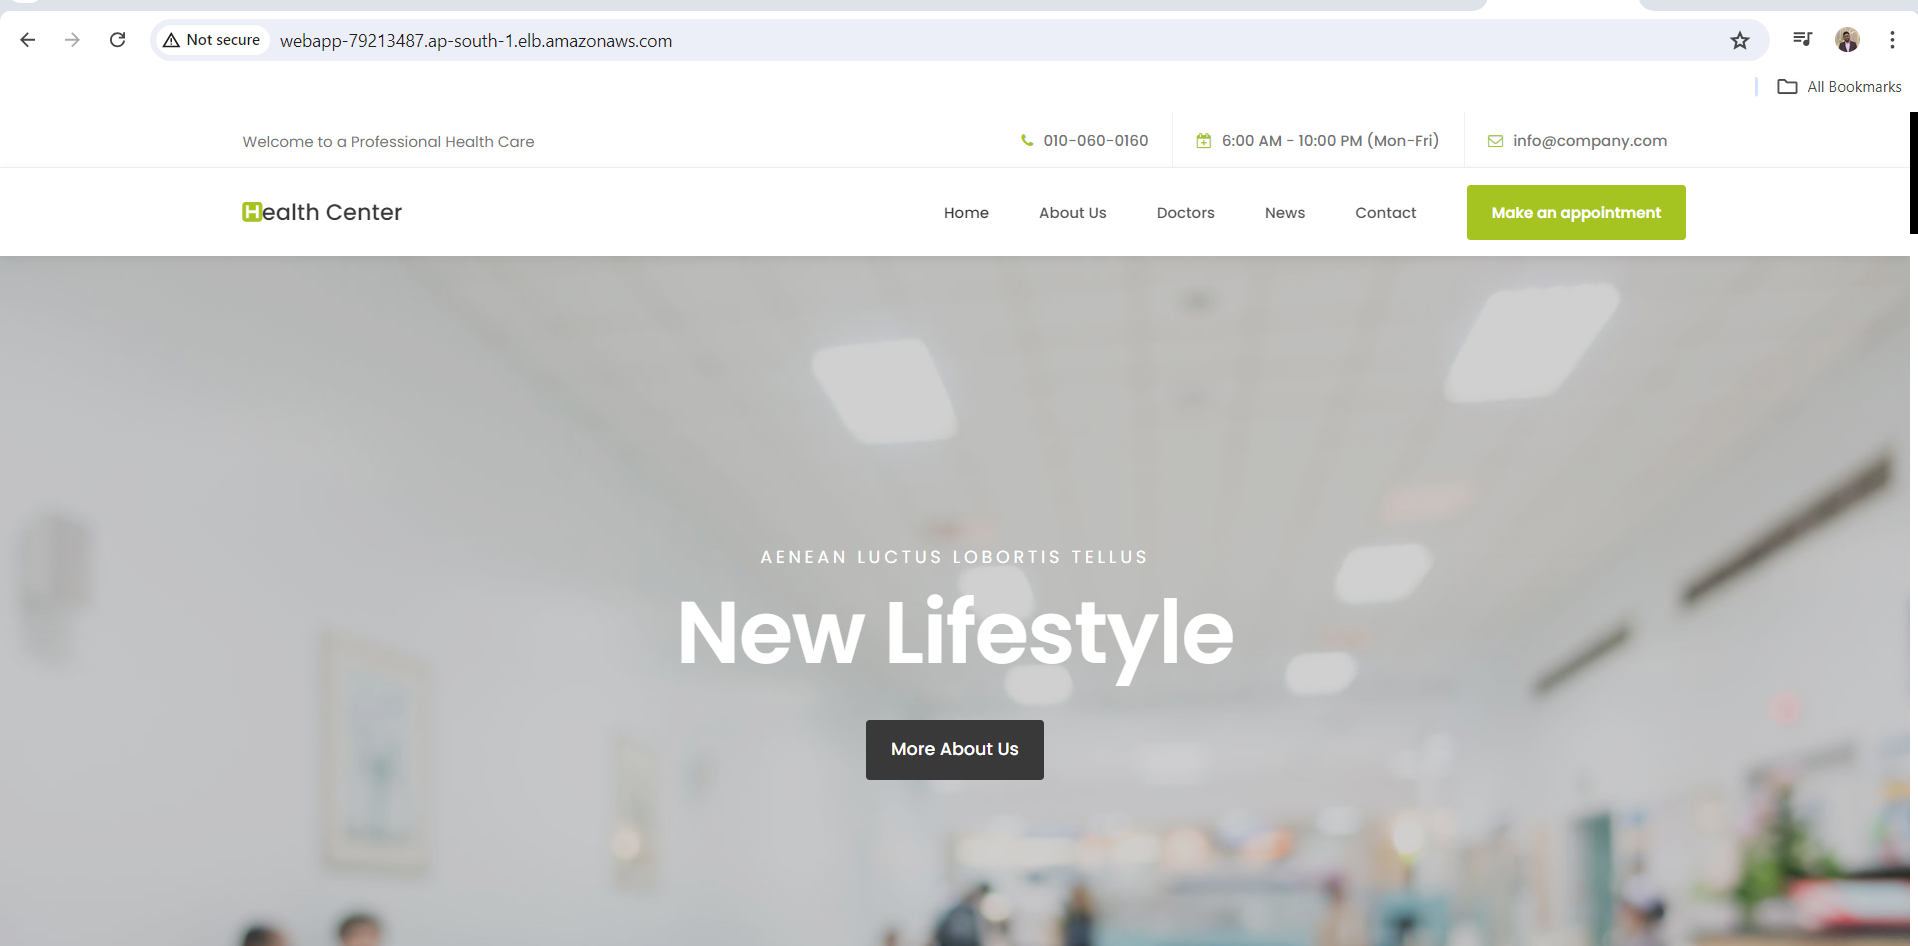 Not secure webapp-79213487.ap-south-1.elb.amazonaws.com
All Bookmarks
Welcome to a Professional Health Care 010-060-0160 6:00 AM - 10:00 PM (Mon-Fri) info@company.com
Health Center Home About Us Doctors News Contact Make an appointment
AENEAN LUCTUS LOBORTIS TELLUS
New Lifestyle
More About Us